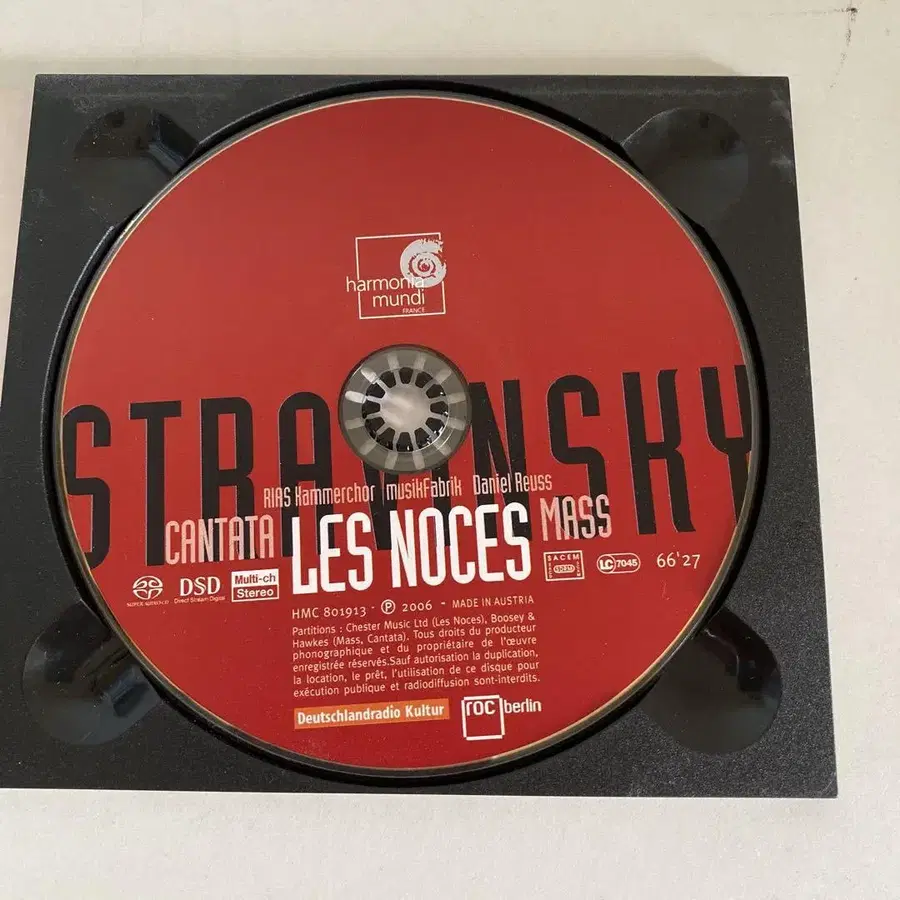 harmonia
mundi
FRANCE
STRAVINSKY
RIAS Kammerchor musikFabrik Daniel Reuss
CANTATA LES NOCES MASS
SUPER AUDIO CD
DSD
Direct Stream Digital
Multi-ch
Stereo
SACEM
LC 7045
66'27
HMC 801913 - ℗ 2006 - MADE IN AUSTRIA
Partitions : Chester Music Ltd (Les Noces), Boosey &
Hawkes (Mass, Cantata). Tous droits du producteur
phonographique et du propriétaire de l'œuvre
enregistrée réservés.Sauf autorisation la duplication,
la location, le prêt, l'utilisation de ce disque pour
exécution publique et radiodiffusion sont-interdits.
Deutschlandradio Kultur
roc berlin